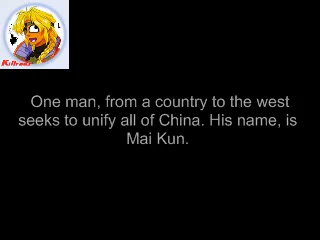 One man, from a country to the west
seeks to unify all of China. His name, is
Mai Kun.